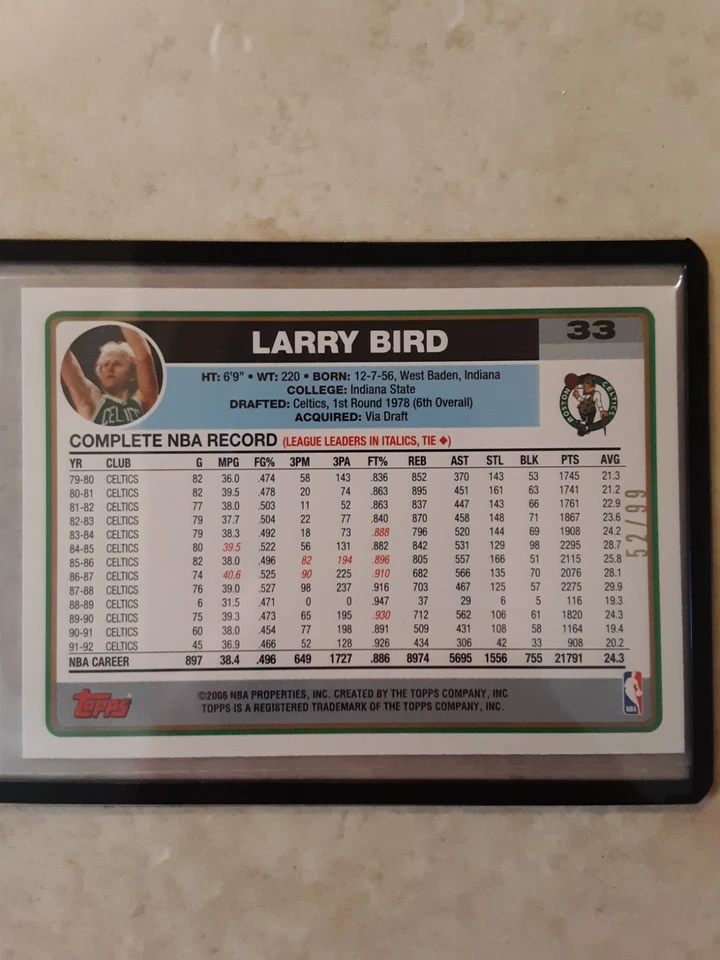 LARRY BIRD
33
HT: 6'9" • WT: 220 • BORN: 12-7-56, West Baden, Indiana
COLLEGE: Indiana State
DRAFTED: Celtics, 1st Round 1978 (6th Overall)
ACQUIRED: Via Draft
CELTICS
BOSTON CELTICS
COMPLETE NBA RECORD (LEAGUE LEADERS IN ITALICS, TIE ◆)
YR CLUB G MPG FG% 3PM 3PA FT% REB AST STL BLK PTS AVG
79-80 CELTICS 82 36.0 .474 58 143 .836 852 370 143 53 1745 21.3
80-81 CELTICS 82 39.5 .478 20 74 .863 895 451 161 63 1741 21.2
81-82 CELTICS 77 38.0 .503 11 52 .863 837 447 143 66 1761 22.9
82-83 CELTICS 79 37.7 .504 22 77 .840 870 458 148 71 1867 23.6
83-84 CELTICS 79 38.3 .492 18 73 .888 796 520 144 69 1908 24.2
84-85 CELTICS 80 39.5 .522 56 131 .882 842 531 129 98 2295 28.7
85-86 CELTICS 82 38.0 .496 82 194 .896 805 557 166 51 2115 25.8
86-87 CELTICS 74 40.6 .525 90 225 .910 682 566 135 70 2076 28.1
87-88 CELTICS 76 39.0 .527 98 237 .916 703 467 125 57 2275 29.9
88-89 CELTICS 6 31.5 .471 0 0 .947 37 29 6 5 116 19.3
89-90 CELTICS 75 39.3 .473 65 195 .930 712 562 106 61 1820 24.3
90-91 CELTICS 60 38.0 .454 77 198 .891 509 431 108 58 1164 19.4
91-92 CELTICS 45 36.9 .466 52 128 .926 434 306 42 33 908 20.2
NBA CAREER 897 38.4 .496 649 1727 .886 8974 5695 1556 755 21791 24.3
52/99
topps
©2006 NBA PROPERTIES, INC. CREATED BY THE TOPPS COMPANY, INC
TOPPS IS A REGISTERED TRADEMARK OF THE TOPPS COMPANY, INC.
NBA